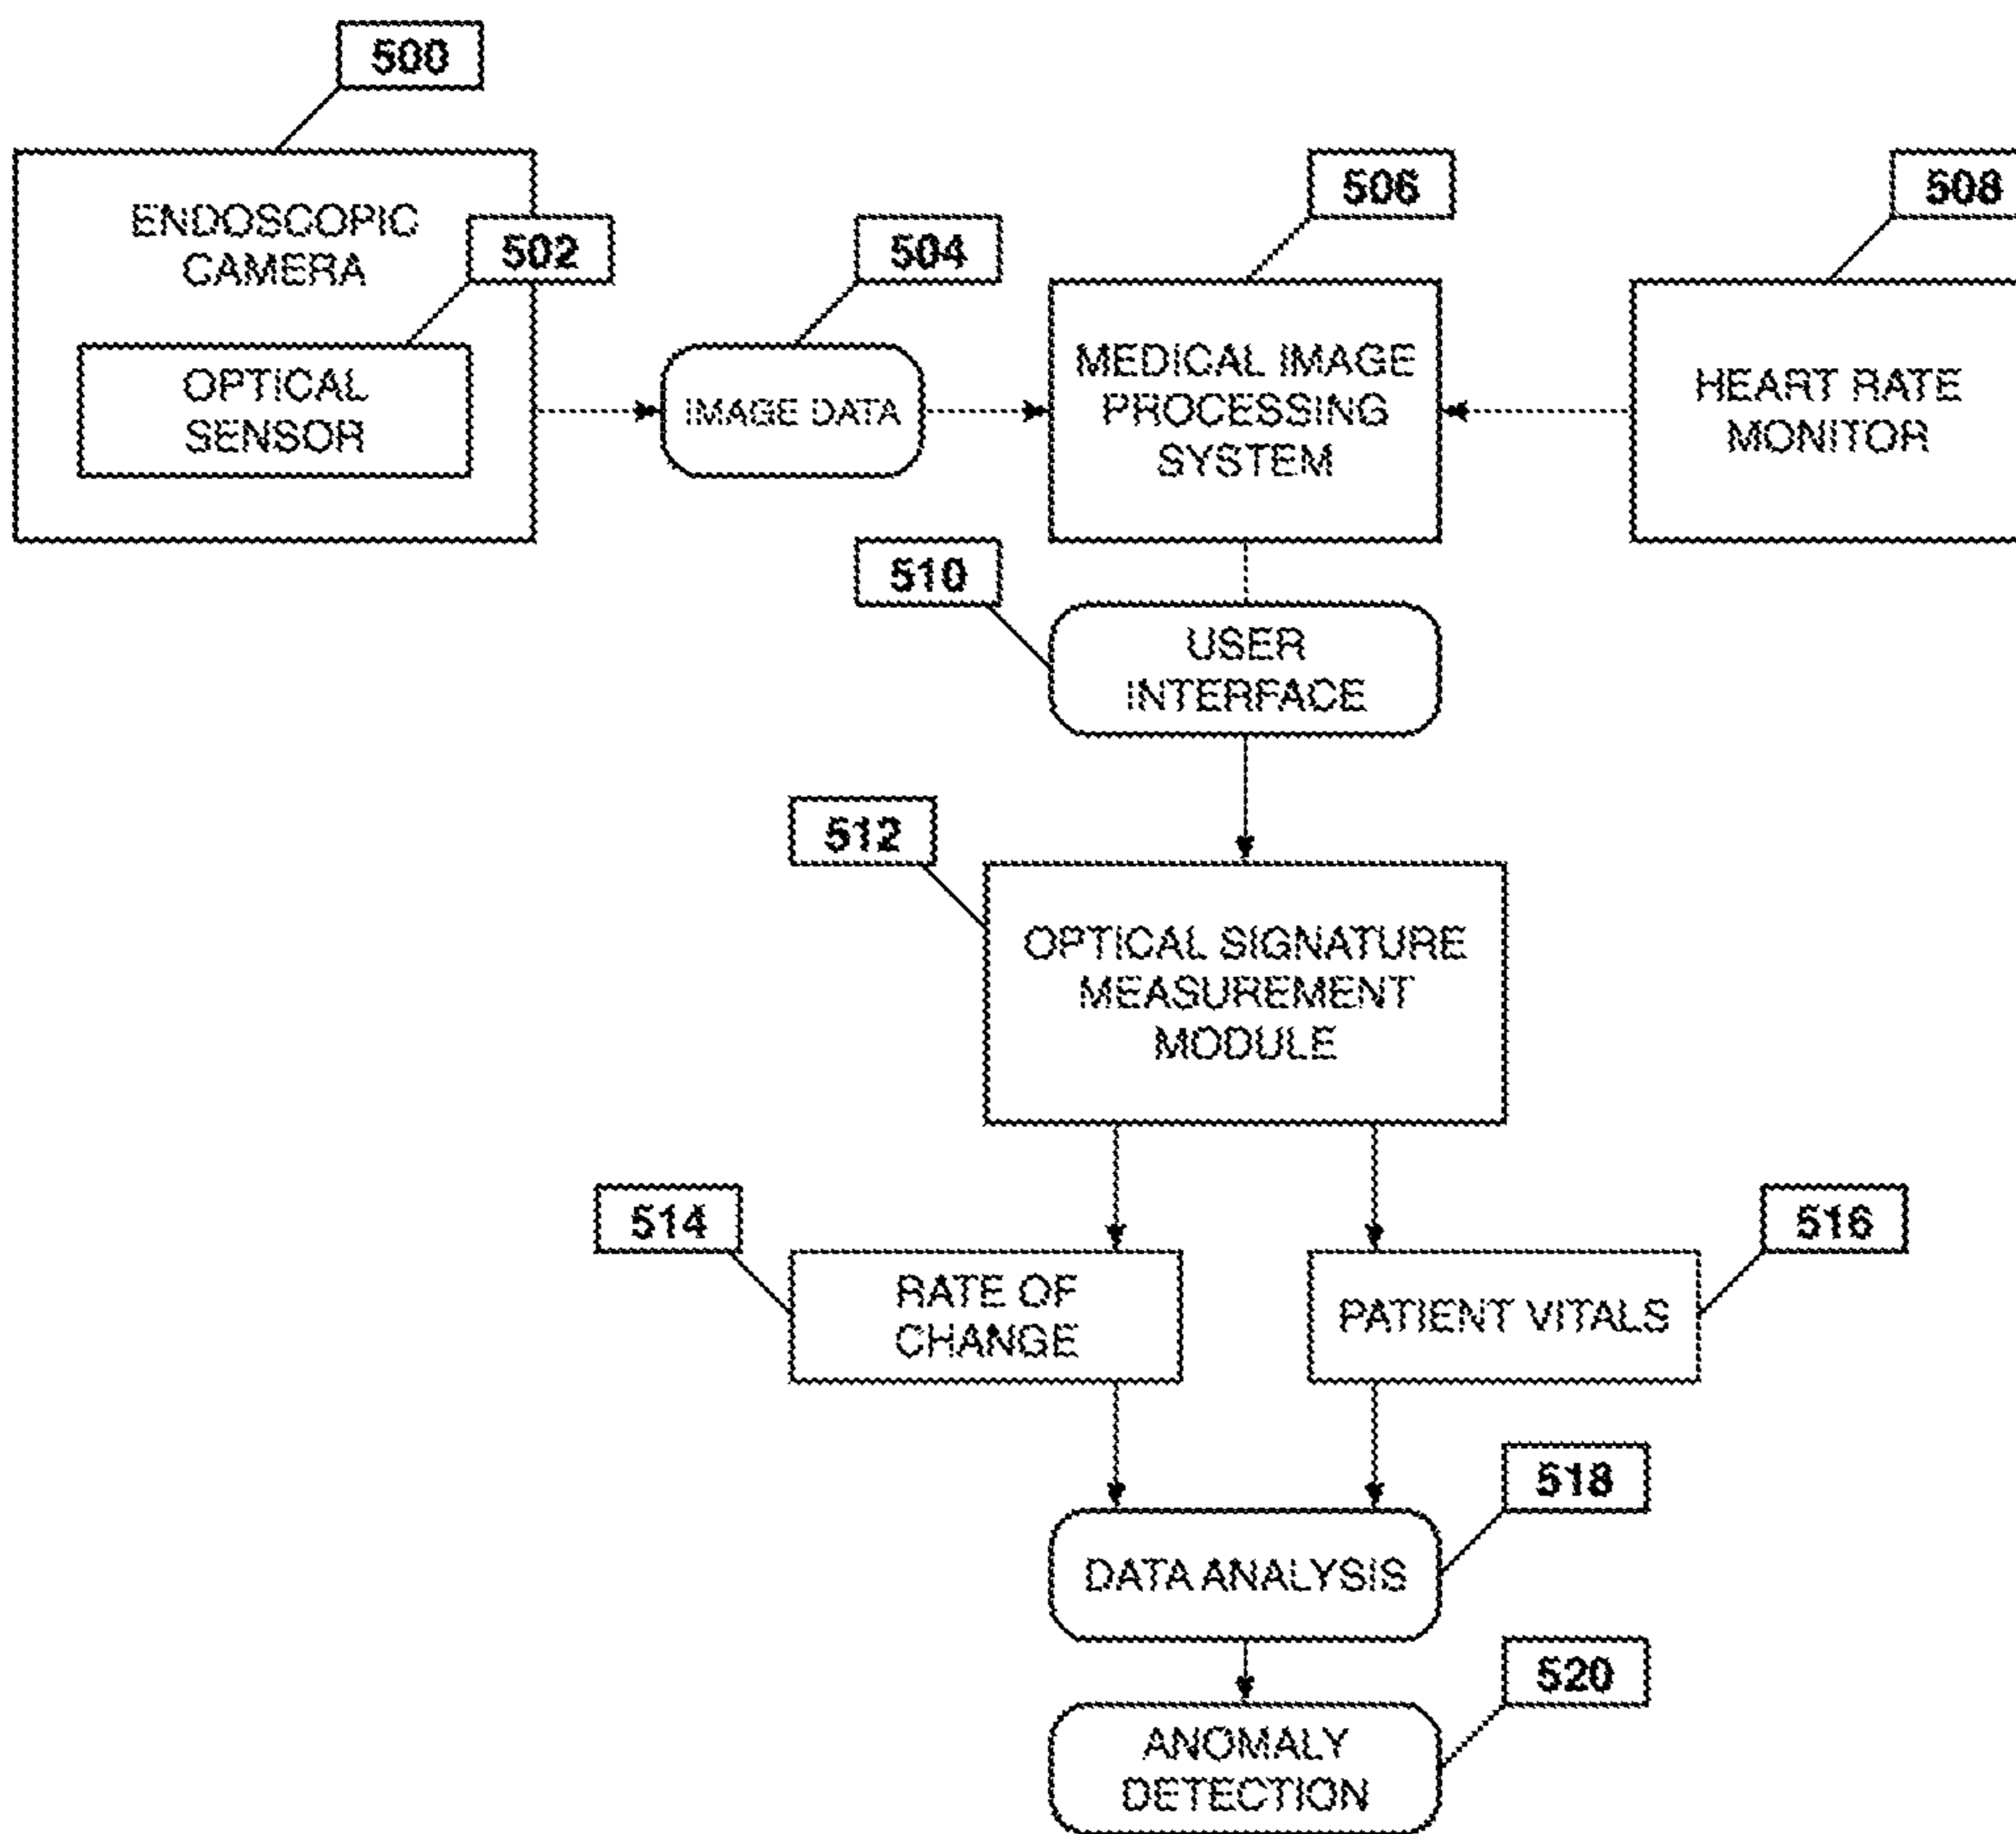 500
506
508
ENDOSCOPIC
CAMERA
502
504
OPTICAL
SENSOR
IMAGE DATA
MEDICAL IMAGE
PROCESSING
SYSTEM
HEART RATE
MONITOR
510
USER
INTERFACE
512
OPTICAL SIGNATURE
MEASUREMENT
MODULE
514
516
RATE OF
CHANGE
PATIENT VITALS
518
DATA ANALYSIS
520
ANOMALY
DETECTION